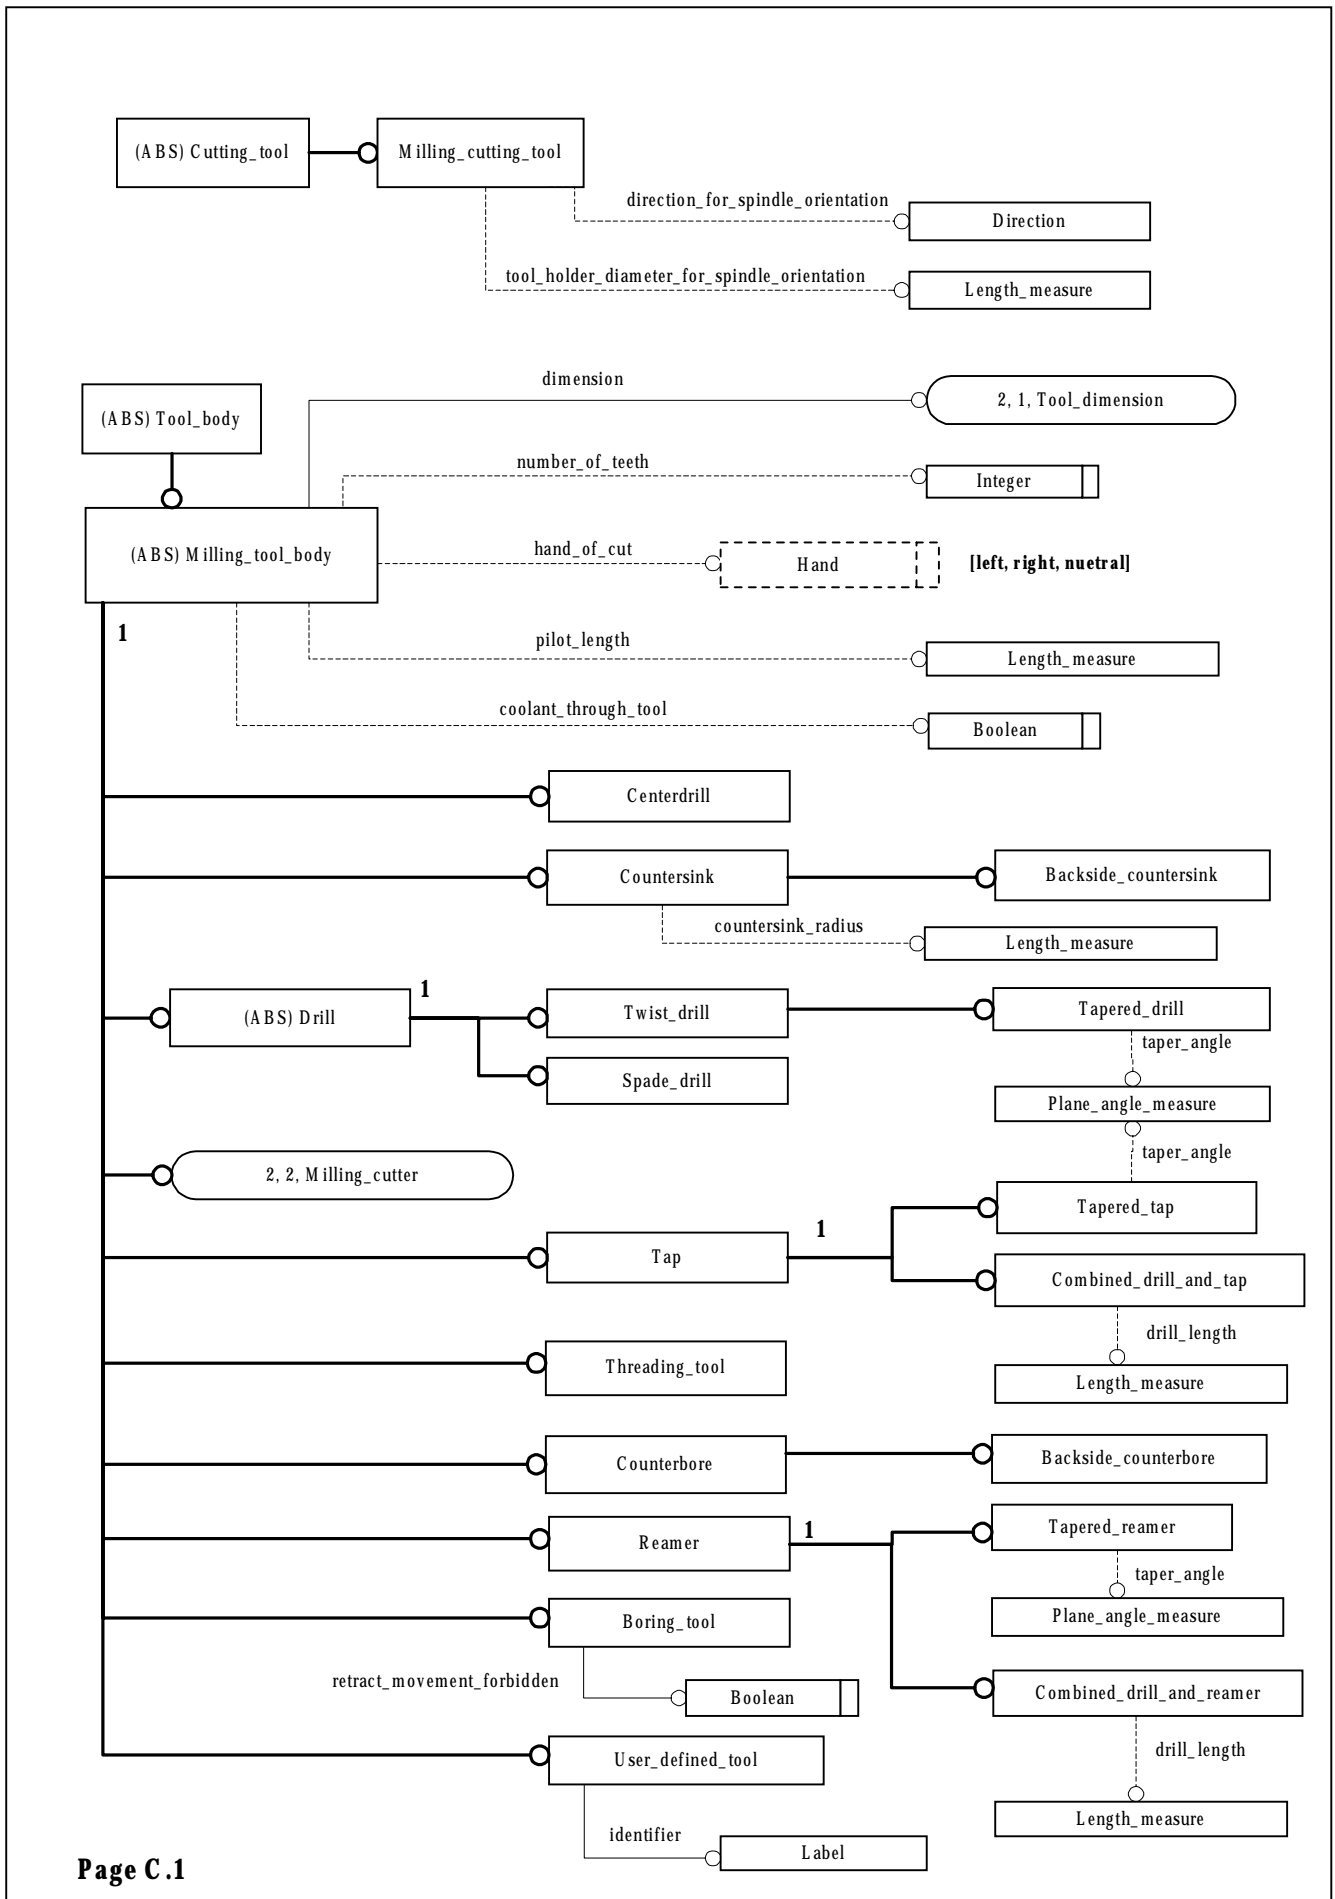 (ABS) Cutting_tool
Milling_cutting_tool
direction_for_spindle_orientation
Direction
tool_holder_diameter_for_spindle_orientation
Length_measure
dimension
(ABS) Tool_body
2, 1, Tool_dimension
number_of_teeth
Integer
(ABS) Milling_tool_body
hand_of_cut
Hand
[left, right, nuetral]
1
pilot_length
Length_measure
coolant_through_tool
Boolean
Centerdrill
Countersink
Backside_countersink
countersink_radius
Length_measure
(ABS) Drill
1
Twist_drill
Tapered_drill
taper_angle
Spade_drill
Plane_angle_measure
taper_angle
2, 2, Milling_cutter
Tapered_tap
Tap
1
Combined_drill_and_tap
drill_length
Threading_tool
Length_measure
Counterbore
Backside_counterbore
Reamer
1
Tapered_reamer
taper_angle
Plane_angle_measure
Boring_tool
retract_movement_forbidden
Boolean
Combined_drill_and_reamer
drill_length
User_defined_tool
Length_measure
identifier
Label
Page C.1